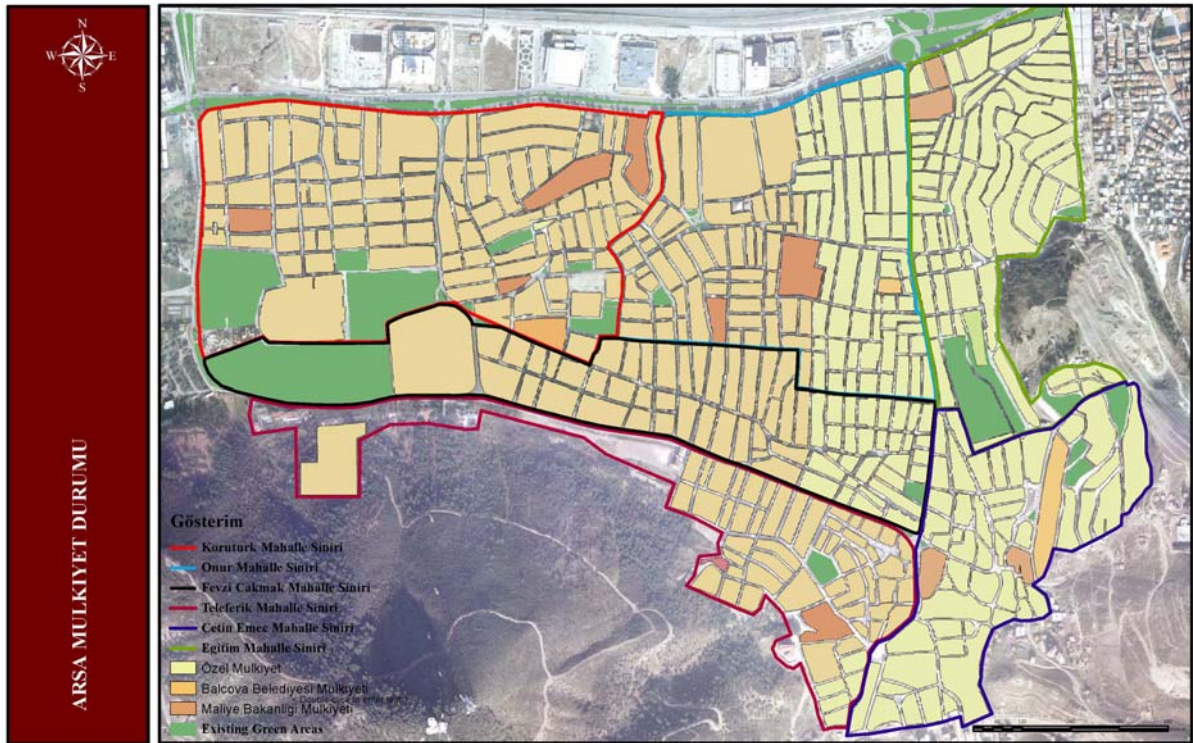 N
W E
S
ARSA MULKIYET DURUMU
Gösterim
Koruturk Mahalle Siniri
Onur Mahalle Siniri
Fevzi Cakmak Mahalle Siniri
Teleferik Mahalle Siniri
Cetin Emec Mahalle Siniri
Egitim Mahalle Siniri
Özel Mulkiyet
Balcova Belediyesi Mulkiyeti
Maliye Bakanligi Mulkiyeti
Existing Green Areas